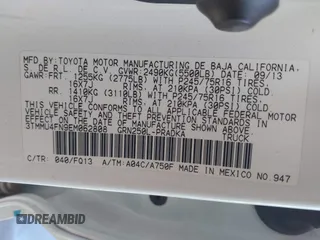 MFD. BY: TOYOTA MOTOR MANUFACTURING DE BAJA CALIFORNIA,
S. DE R.L. DE C.V. GVWR:2490KG(5500LB) DATE: 09/13
GAWR:FRT. 1255KG (2775LB) WITH P245/75R16 TIRES,
16X7J RIMS, AT 210KPA (30PSI) COLD
RR. 1410KG (3110LB) WITH P245/75R16 TIRES,
16X7J RIMS, AT 210KPA (30PSI) COLD
THIS VEHICLE CONFORMS TO ALL APPLICABLE
FEDERAL MOTOR VEHICLE SAFETY STANDARDS IN
EFFECT ON THE DATE OF MANUFACTURE SHOWN ABOVE.
3TMMU4FN9EM062808 GRN250L-PRADKA TRUCK
C/TR: 040/FQ13 A/TM:A04C/A750F MADE IN MEXICO NO.947
DREAMBID